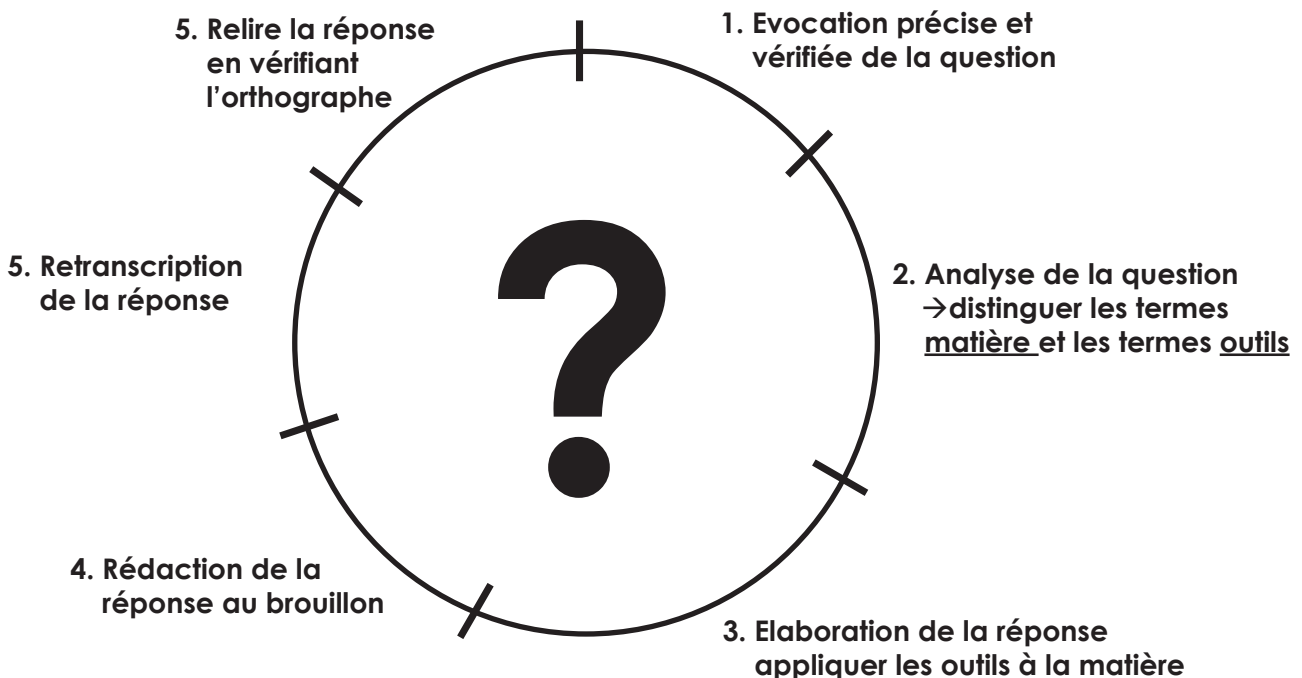 1. Evocation précise et
vérifiée de la question
2. Analyse de la question
→distinguer les termes
matière et les termes outils
3. Elaboration de la réponse
appliquer les outils à la matière
4. Rédaction de la
réponse au brouillon
5. Retranscription
de la réponse
5. Relire la réponse
en vérifiant
l'orthographe
?